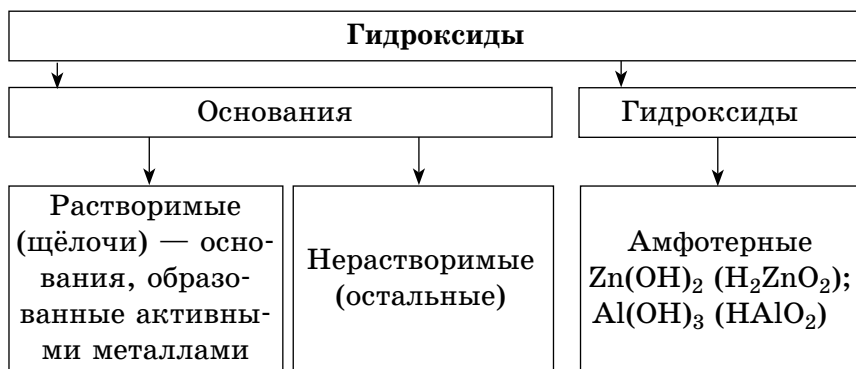 Гидроксиды
Основания
Гидроксиды
Растворимые
(щёлочи) — осно-
вания, образо-
ванные активны-
ми металлами
Нерастворимые
(остальные)
Амфотерные
Zn(OH)₂ (H₂ZnO₂);
Al(OH)₃ (HAlO₂)